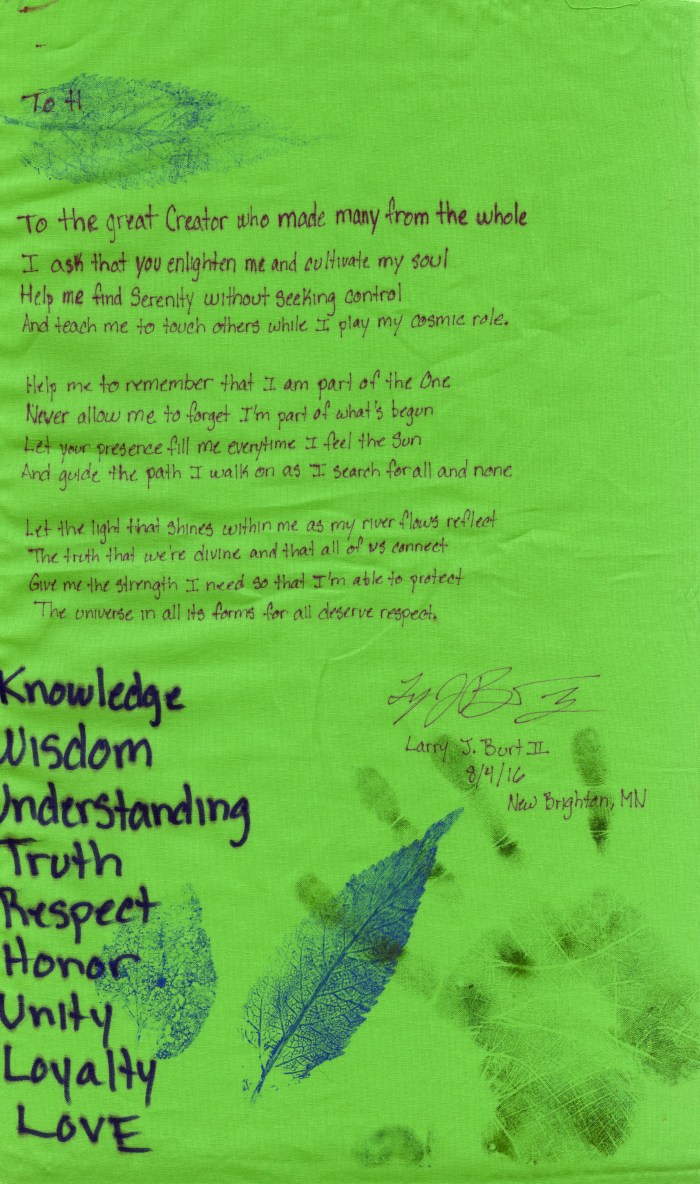 To H
To the great Creator who made many from the whole
I ask that you enlighten me and cultivate my soul
Help me find Serenity without seeking control
And teach me to touch others while I play my cosmic role.
Help me to remember that I am part of the One
Never allow me to forget I'm part of what's begun
Let your presence fill me everytime I feel the Sun
And guide the path I walk on as I search for all and none
Let the light that shines within me as my river flows reflect
The truth that we're divine and that all of us connect
Give me the strength I need so that I'm able to protect
The universe in all its forms for all deserve respect.
Knowledge
Wisdom
Understanding
Truth
Respect
Honor
Unity
Loyalty
LOVE
Larry J. Burt II
8/4/16
New Brighton, MN